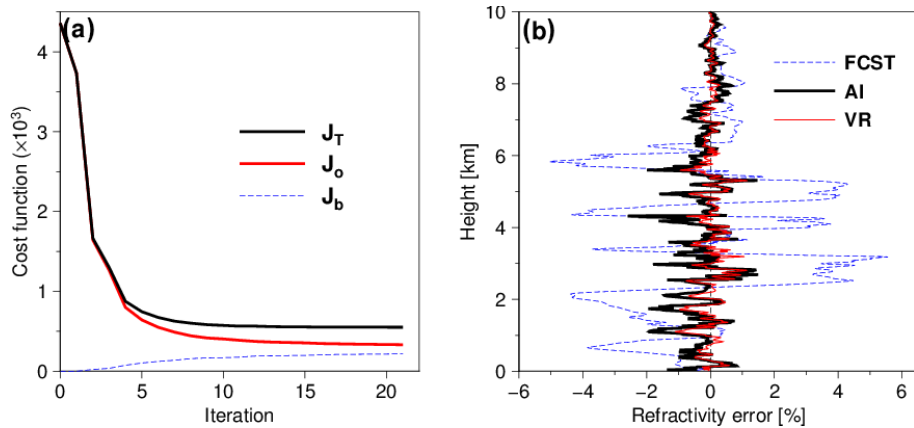 (a)
Cost function (×10³)
4
3
2
1
0
J_T
J_o
J_b
0 5 10 15 20
Iteration
(b)
Height [km]
10
8
6
4
2
0
FCST
AI
VR
−6 −4 −2 0 2 4 6
Refractivity error [%]